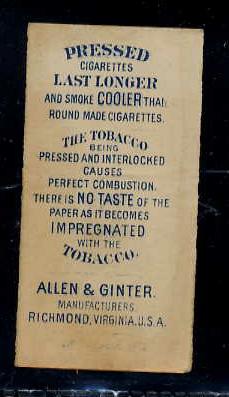 PRESSED
CIGARETTES
LAST LONGER
AND SMOKE COOLER THAN
ROUND MADE CIGARETTES.
THE TOBACCO
BEING
PRESSED AND INTERLOCKED
CAUSES
PERFECT COMBUSTION.
THERE IS NO TASTE OF THE
PAPER AS IT BECOMES
IMPREGNATED
WITH THE
TOBACCO.
ALLEN & GINTER.
MANUFACTURERS.
RICHMOND, VIRGINIA, U.S.A.